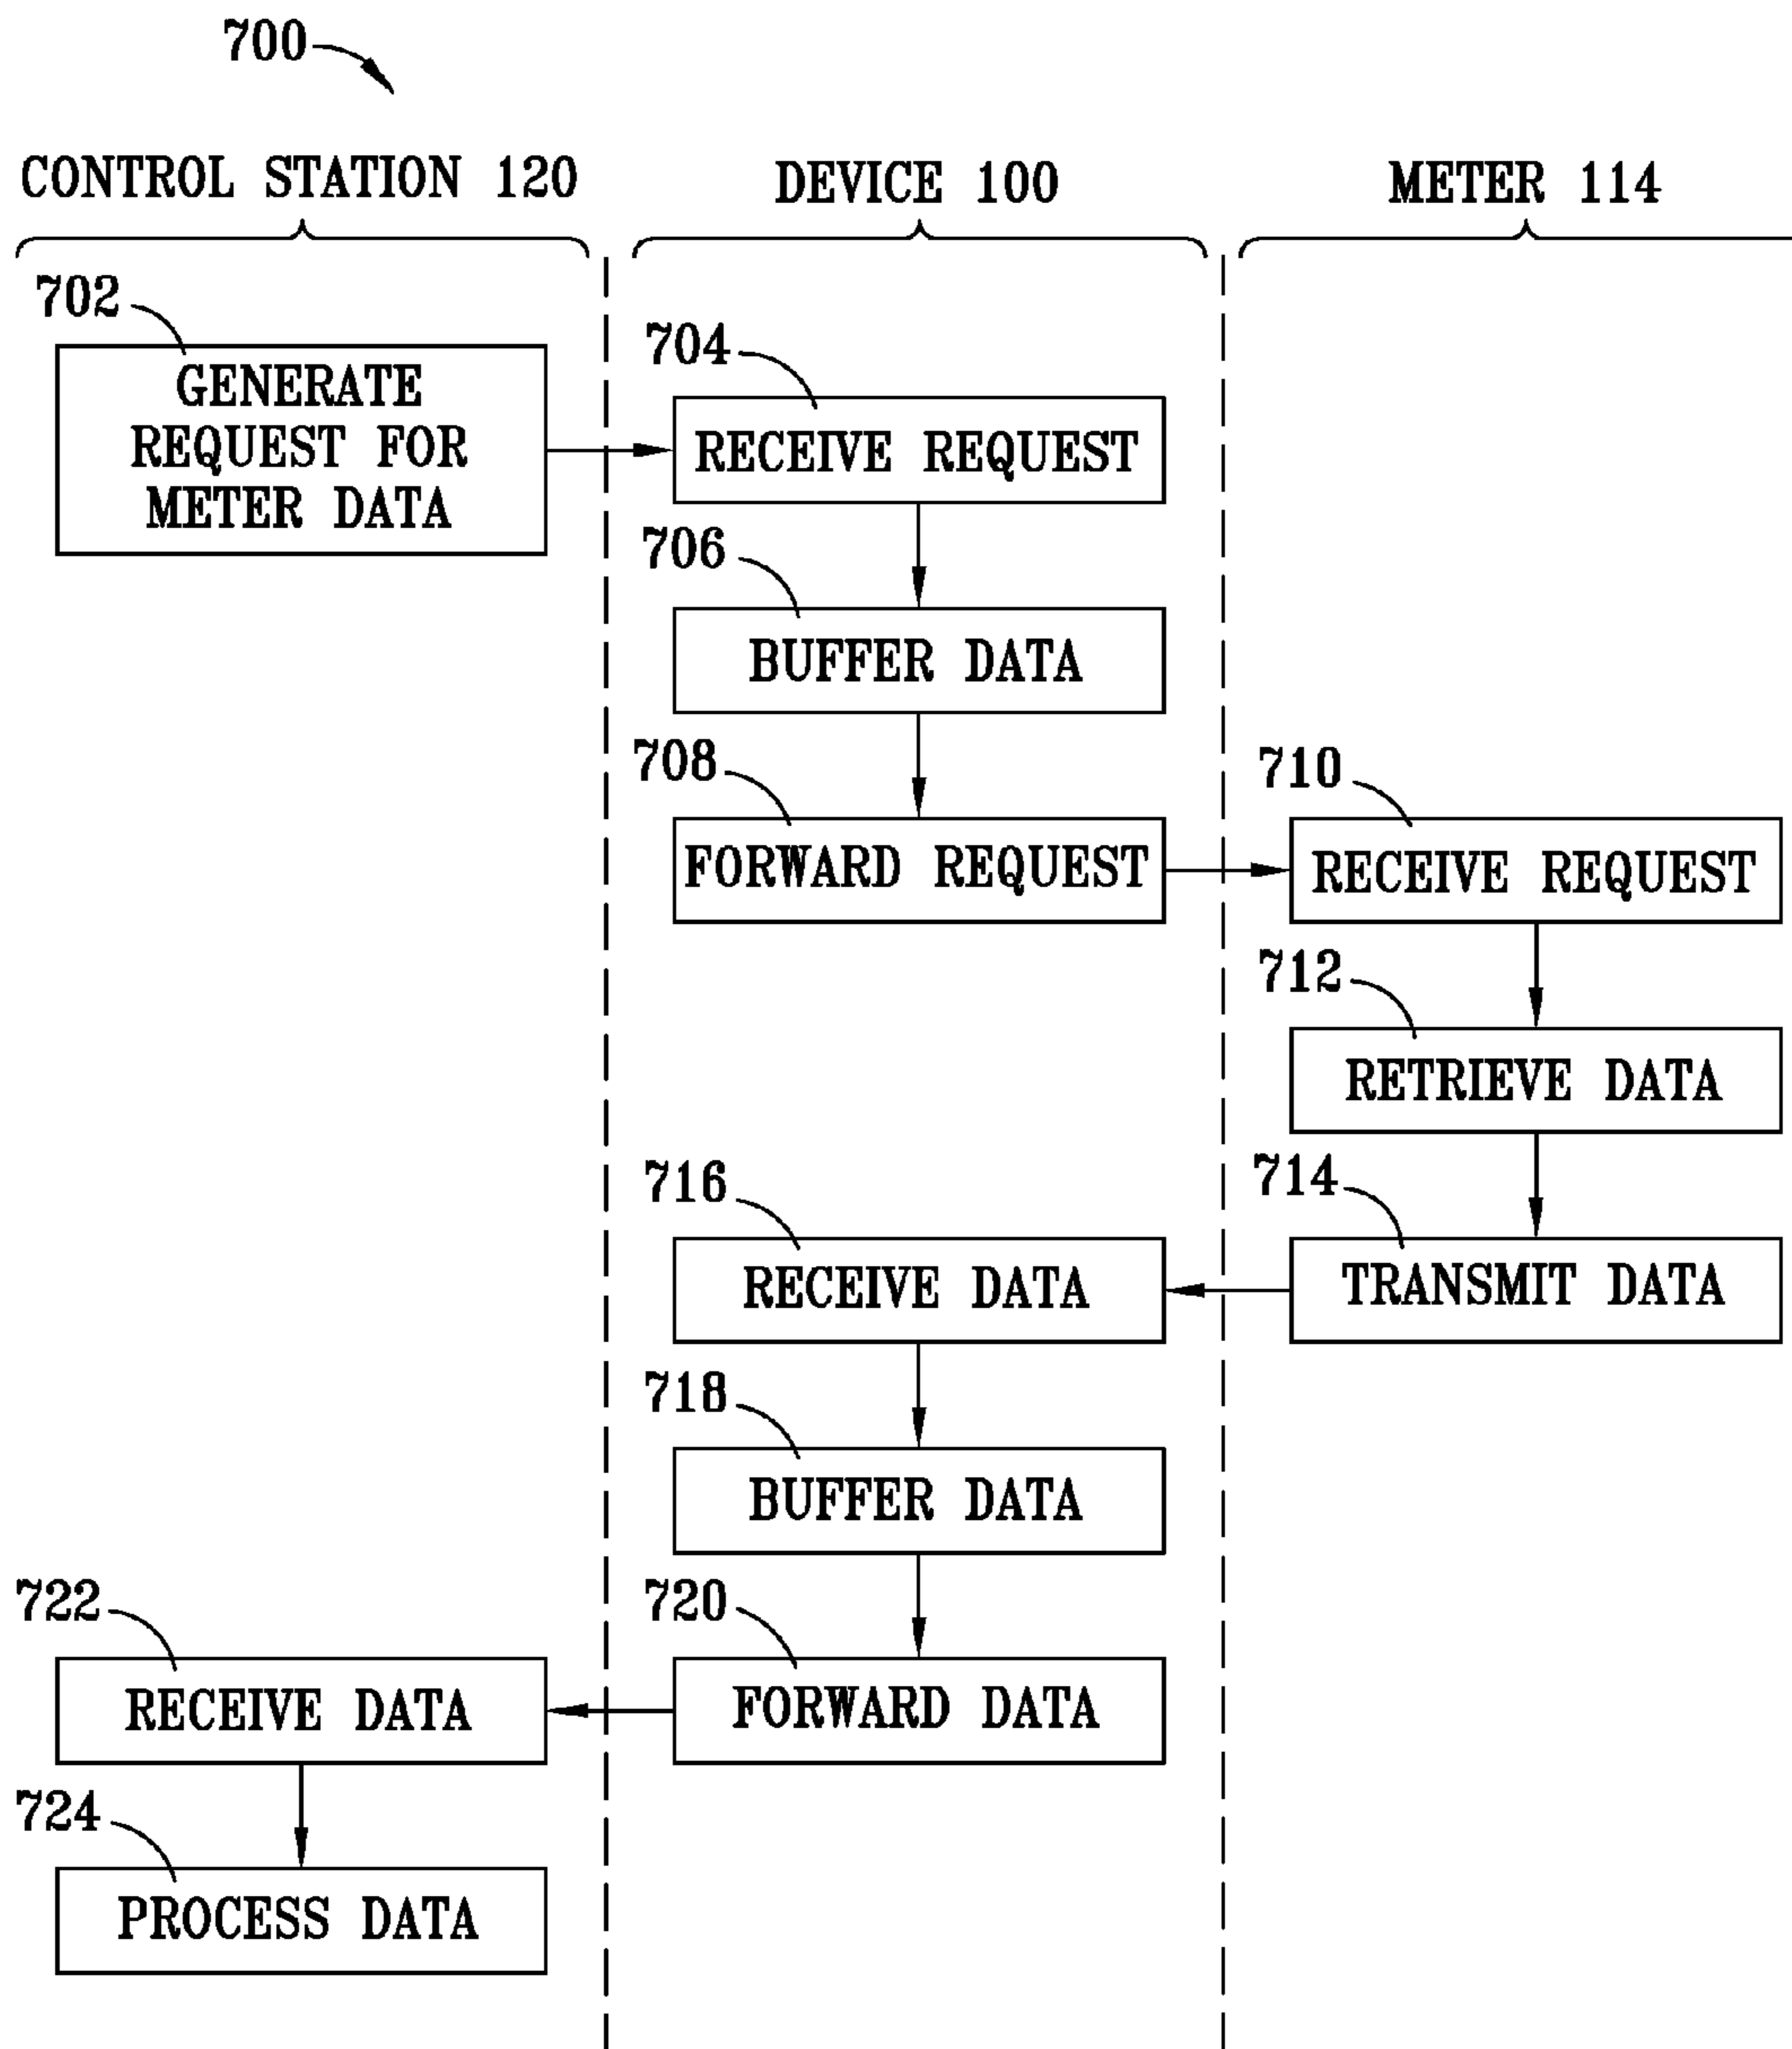 700
CONTROL STATION 120
DEVICE 100
METER 114
702
GENERATE
REQUEST FOR
METER DATA
704
RECEIVE REQUEST
706
BUFFER DATA
708
FORWARD REQUEST
710
RECEIVE REQUEST
712
RETRIEVE DATA
714
TRANSMIT DATA
716
RECEIVE DATA
718
BUFFER DATA
720
FORWARD DATA
722
RECEIVE DATA
724
PROCESS DATA